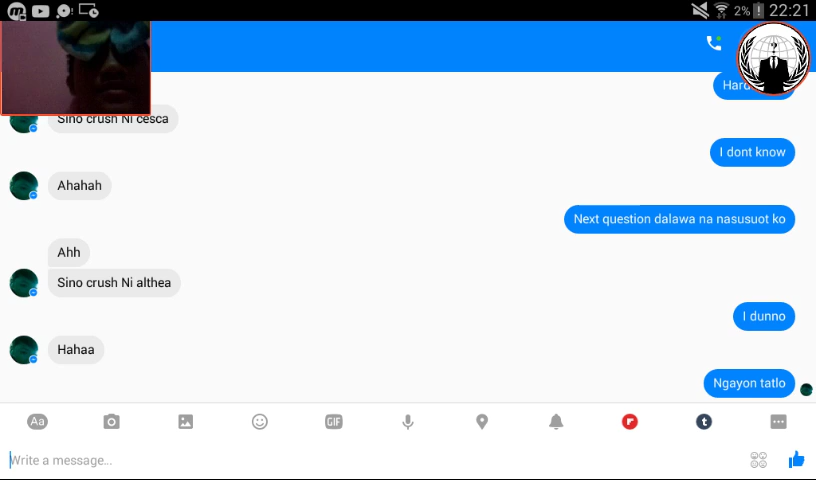 2%
22:21
Hard
Sino crush Ni cesca
I dont know
Ahahah
Next question dalawa na nasusuot ko
Ahh
Sino crush Ni althea
I dunno
Hahaa
Ngayon tatlo
Aa
GIF
t
Write a message...